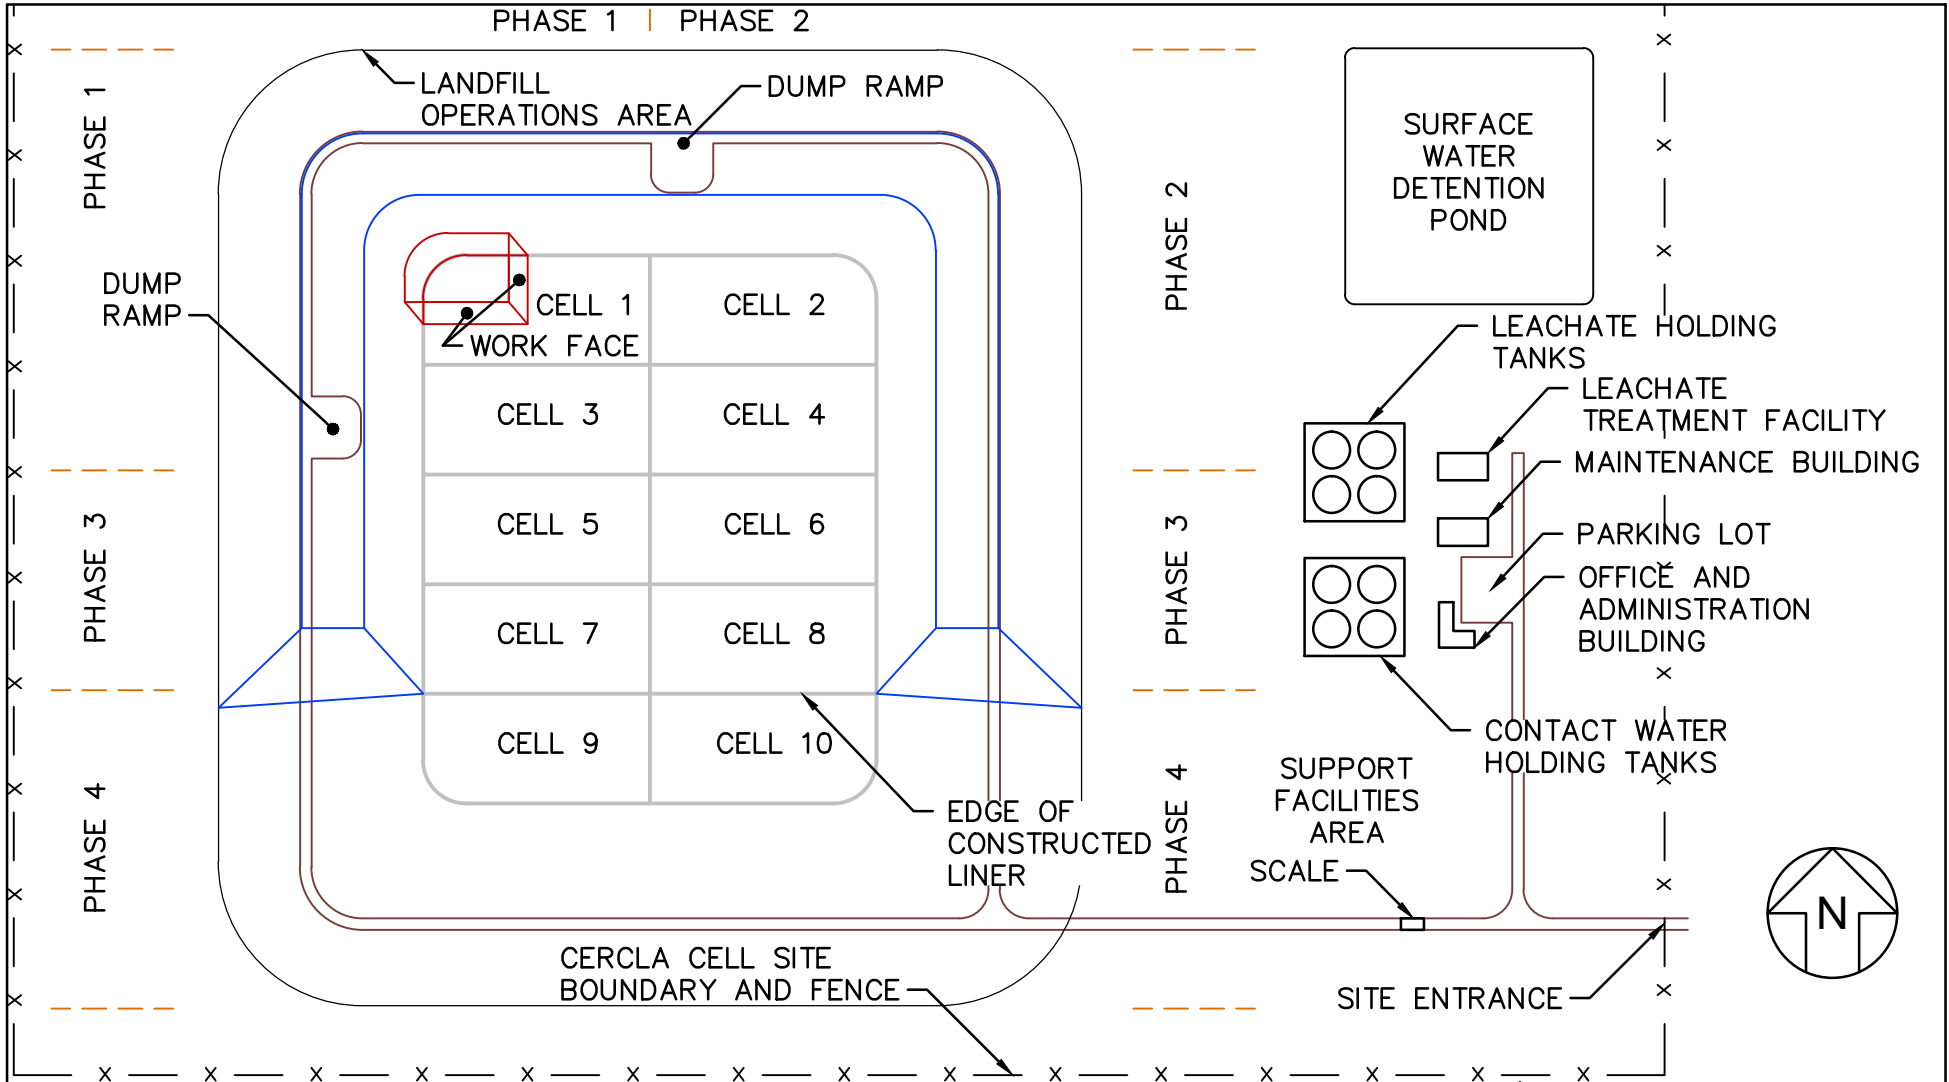 PHASE 1 | PHASE 2
PHASE 1
LANDFILL
OPERATIONS AREA
DUMP RAMP
SURFACE
WATER
DETENTION
POND
PHASE 2
DUMP
RAMP
CELL 1
CELL 2
WORK FACE
LEACHATE HOLDING
TANKS
LEACHATE
TREATMENT FACILITY
CELL 3
CELL 4
MAINTENANCE BUILDING
PHASE 3
CELL 5
CELL 6
PHASE 3
PARKING LOT
OFFICE AND
ADMINISTRATION
BUILDING
CELL 7
CELL 8
CELL 9
CELL 10
CONTACT WATER
HOLDING TANKS
PHASE 4
EDGE OF
CONSTRUCTED
LINER
PHASE 4
SUPPORT
FACILITIES
AREA
SCALE
N
CERCLA CELL SITE
BOUNDARY AND FENCE
SITE ENTRANCE